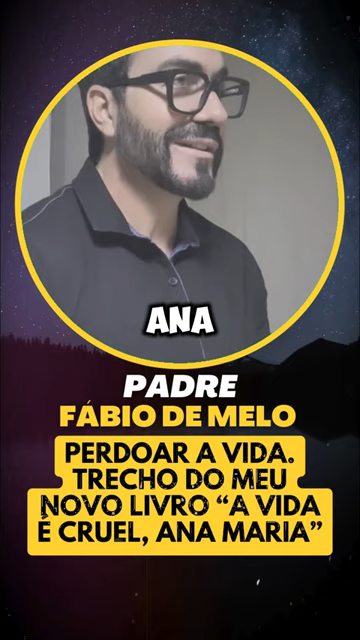 ANA
PADRE
FÁBIO DE MELO
PERDOAR A VIDA.
TRECHO DO MEU
NOVO LIVRO “A VIDA
É CRUEL, ANA MARIA”